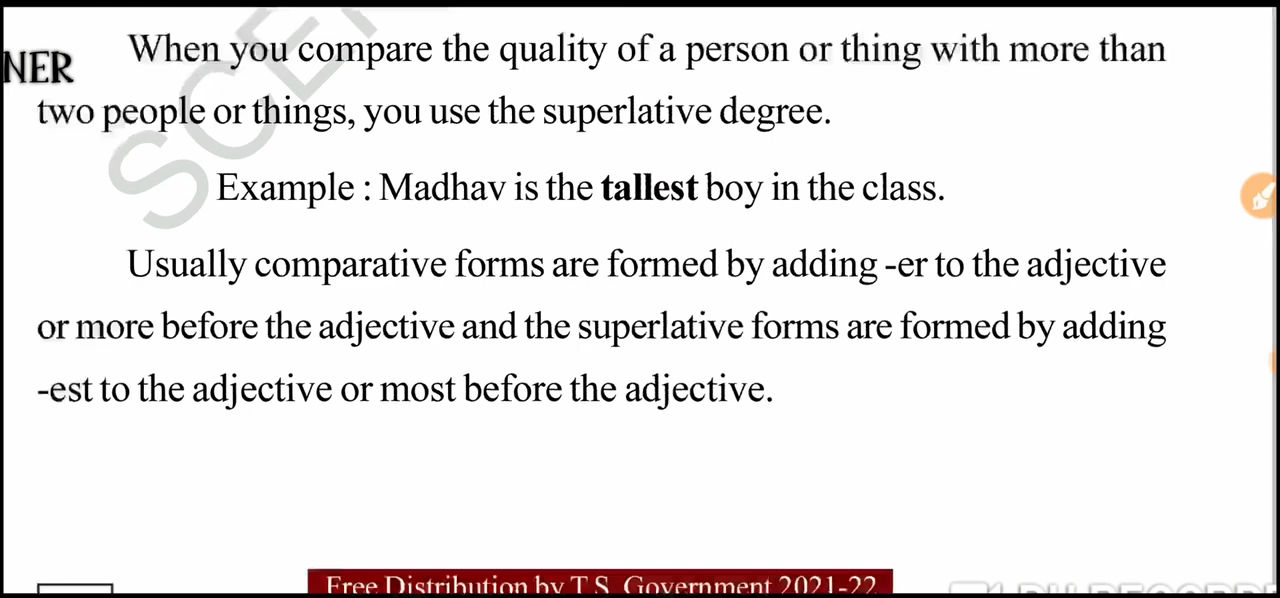 When you compare the quality of a person or thing with more than
NER
two people or things, you use the superlative degree.
Example : Madhav is the tallest boy in the class.
Usually comparative forms are formed by adding -er to the adjective
or more before the adjective and the superlative forms are formed by adding
-est to the adjective or most before the adjective.
Free Distribution by T.S. Government 2021-22